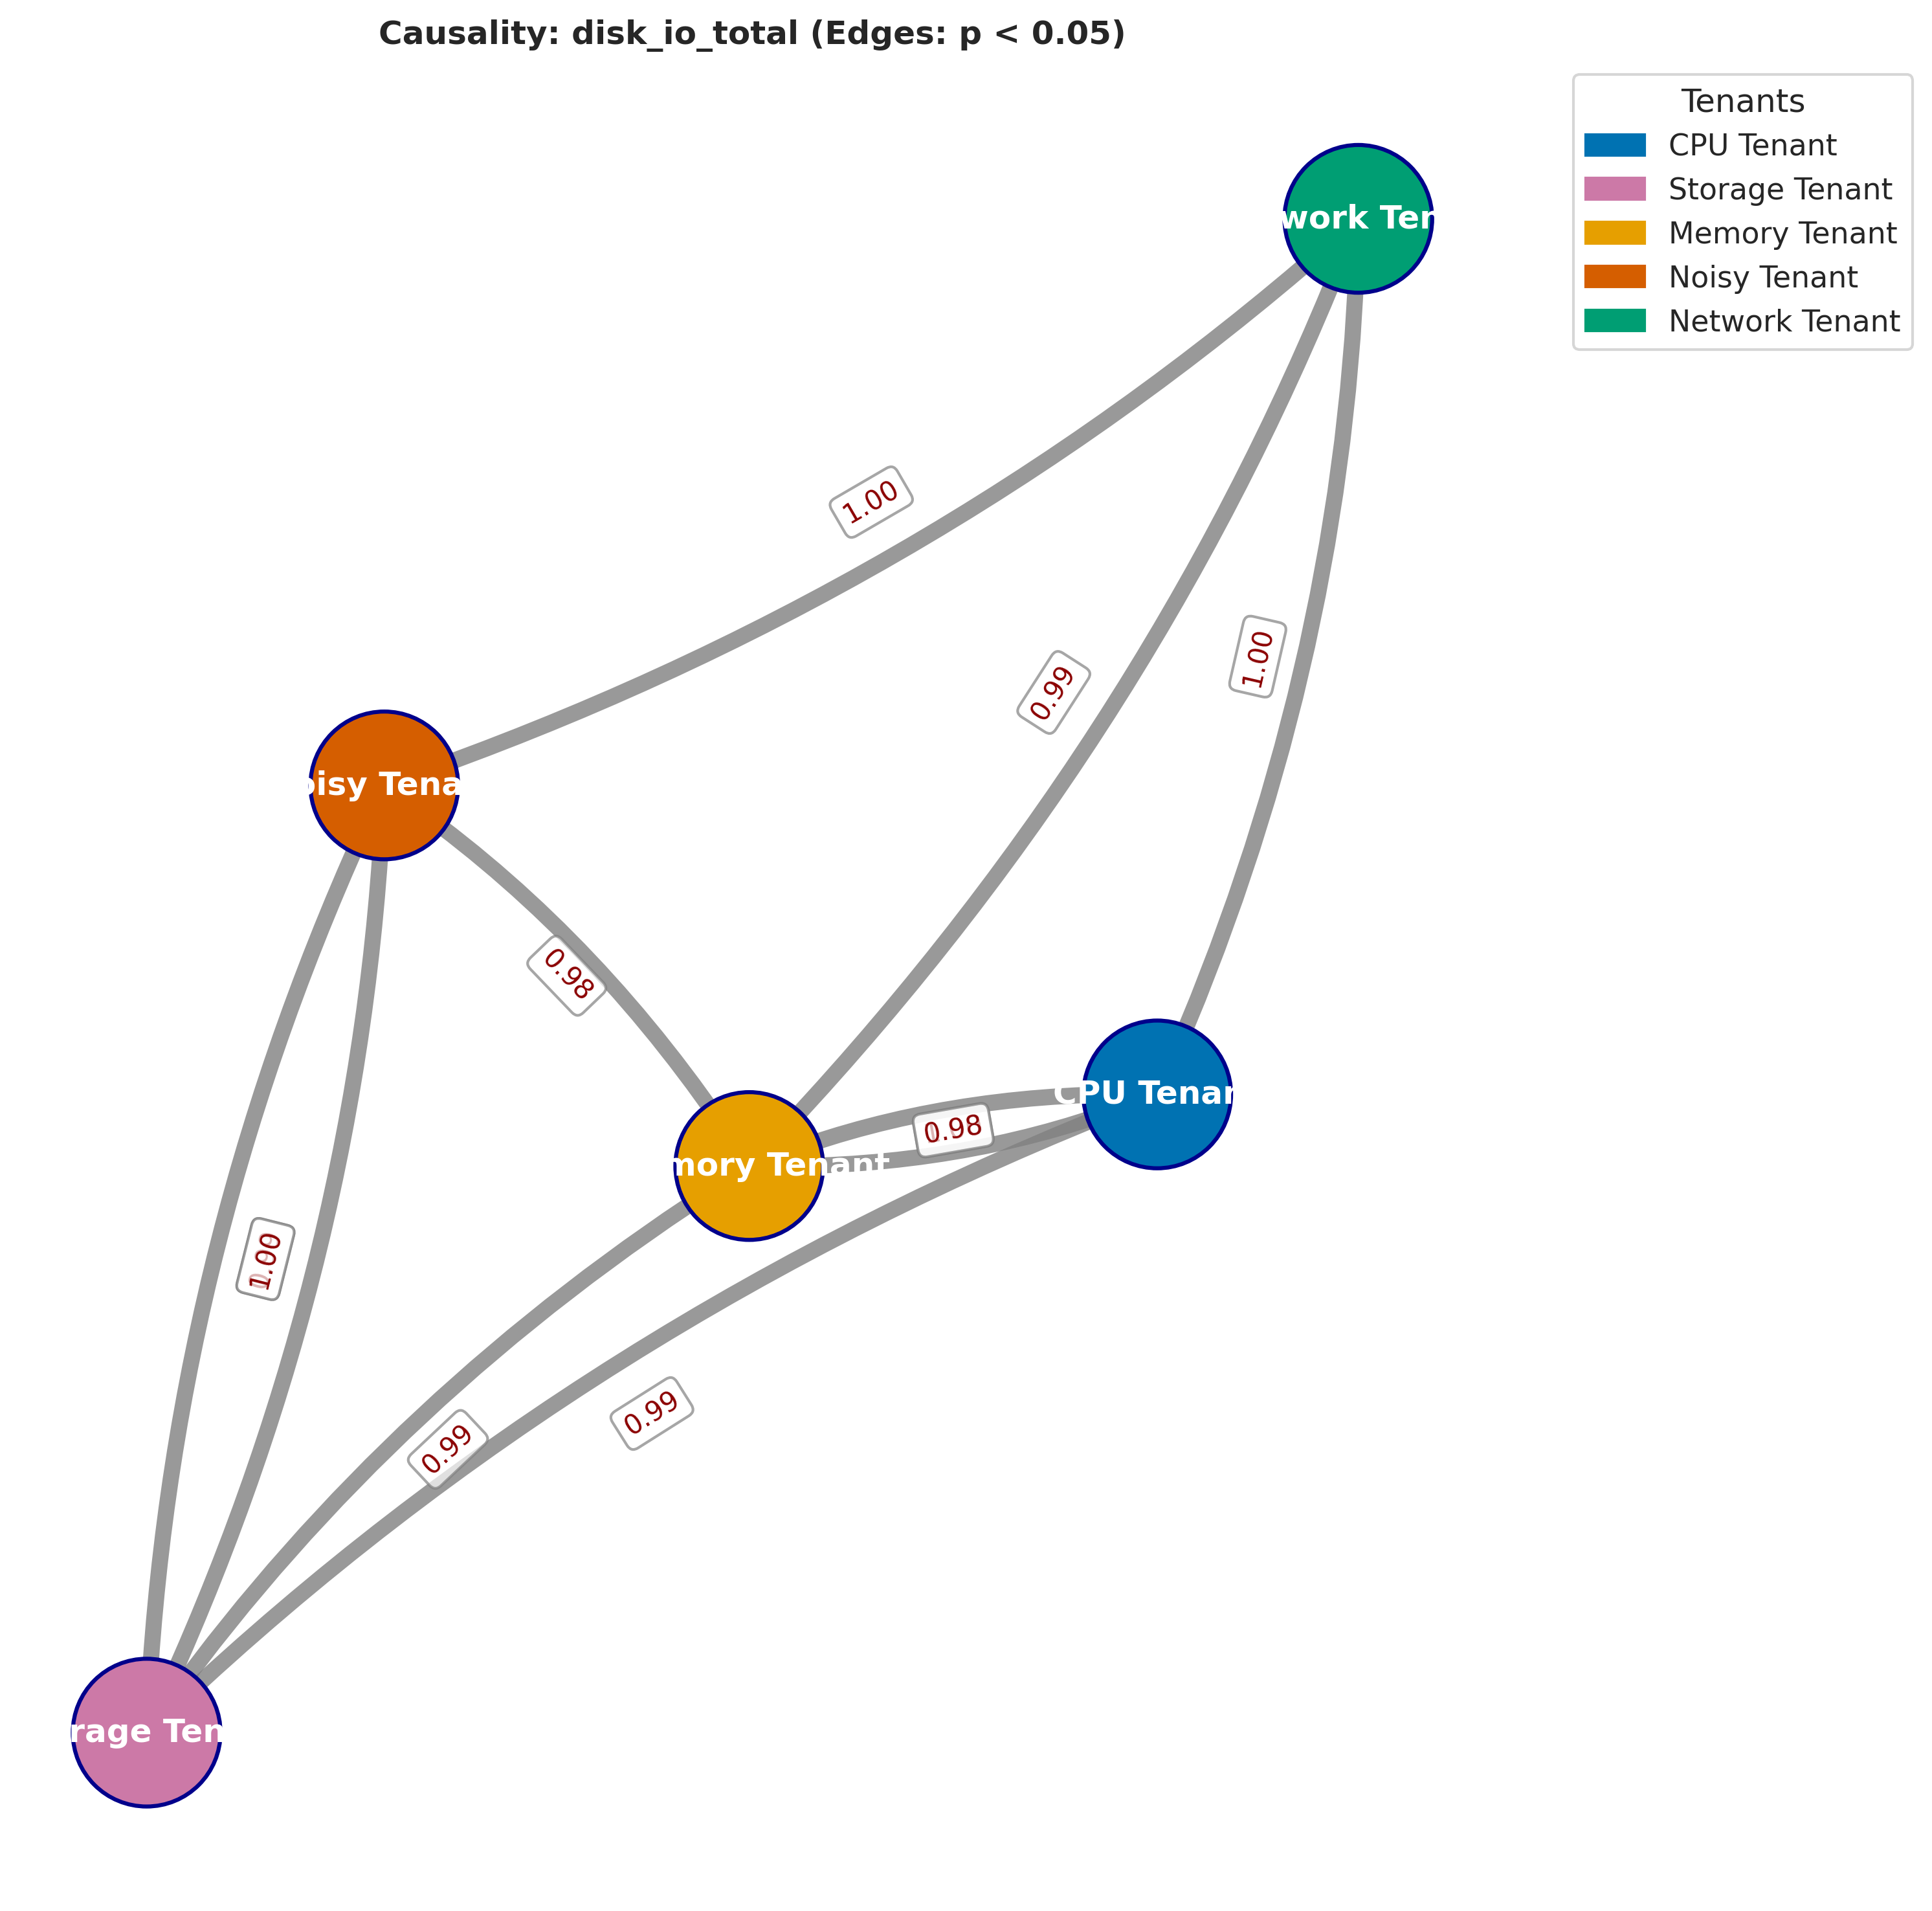 Causality: disk_io_total (Edges: p < 0.05)
Tenants
CPU Tenant
Storage Tenant
Memory Tenant
Noisy Tenant
Network Tenant
work Ten
1.00
0.99
1.00
oisy Tena
0.98
CPU Tenan
0.98
mory Tenant
1.00
0.99
0.99
rage Ten